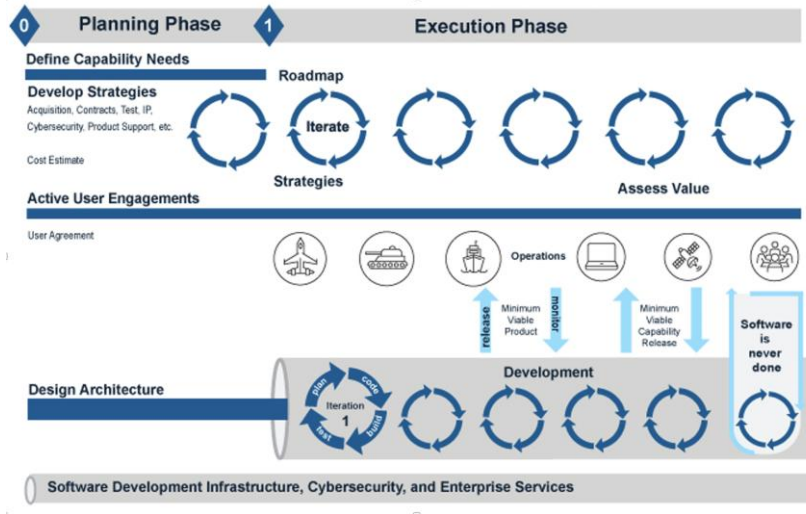 0
Planning Phase
1
Execution Phase
Define Capability Needs
Roadmap
Develop Strategies
Acquisition, Contracts, Test, IP,
Cybersecurity, Product Support, etc.
Iterate
Cost Estimate
Strategies
Assess Value
Active User Engagements
User Agreement
Operations
release
Minimum
Viable
Product
monitor
Minimum
Viable
Capability
Release
Software
is
never
done
Design Architecture
Development
plan
code
Iteration
1
test
build
Software Development Infrastructure, Cybersecurity, and Enterprise Services